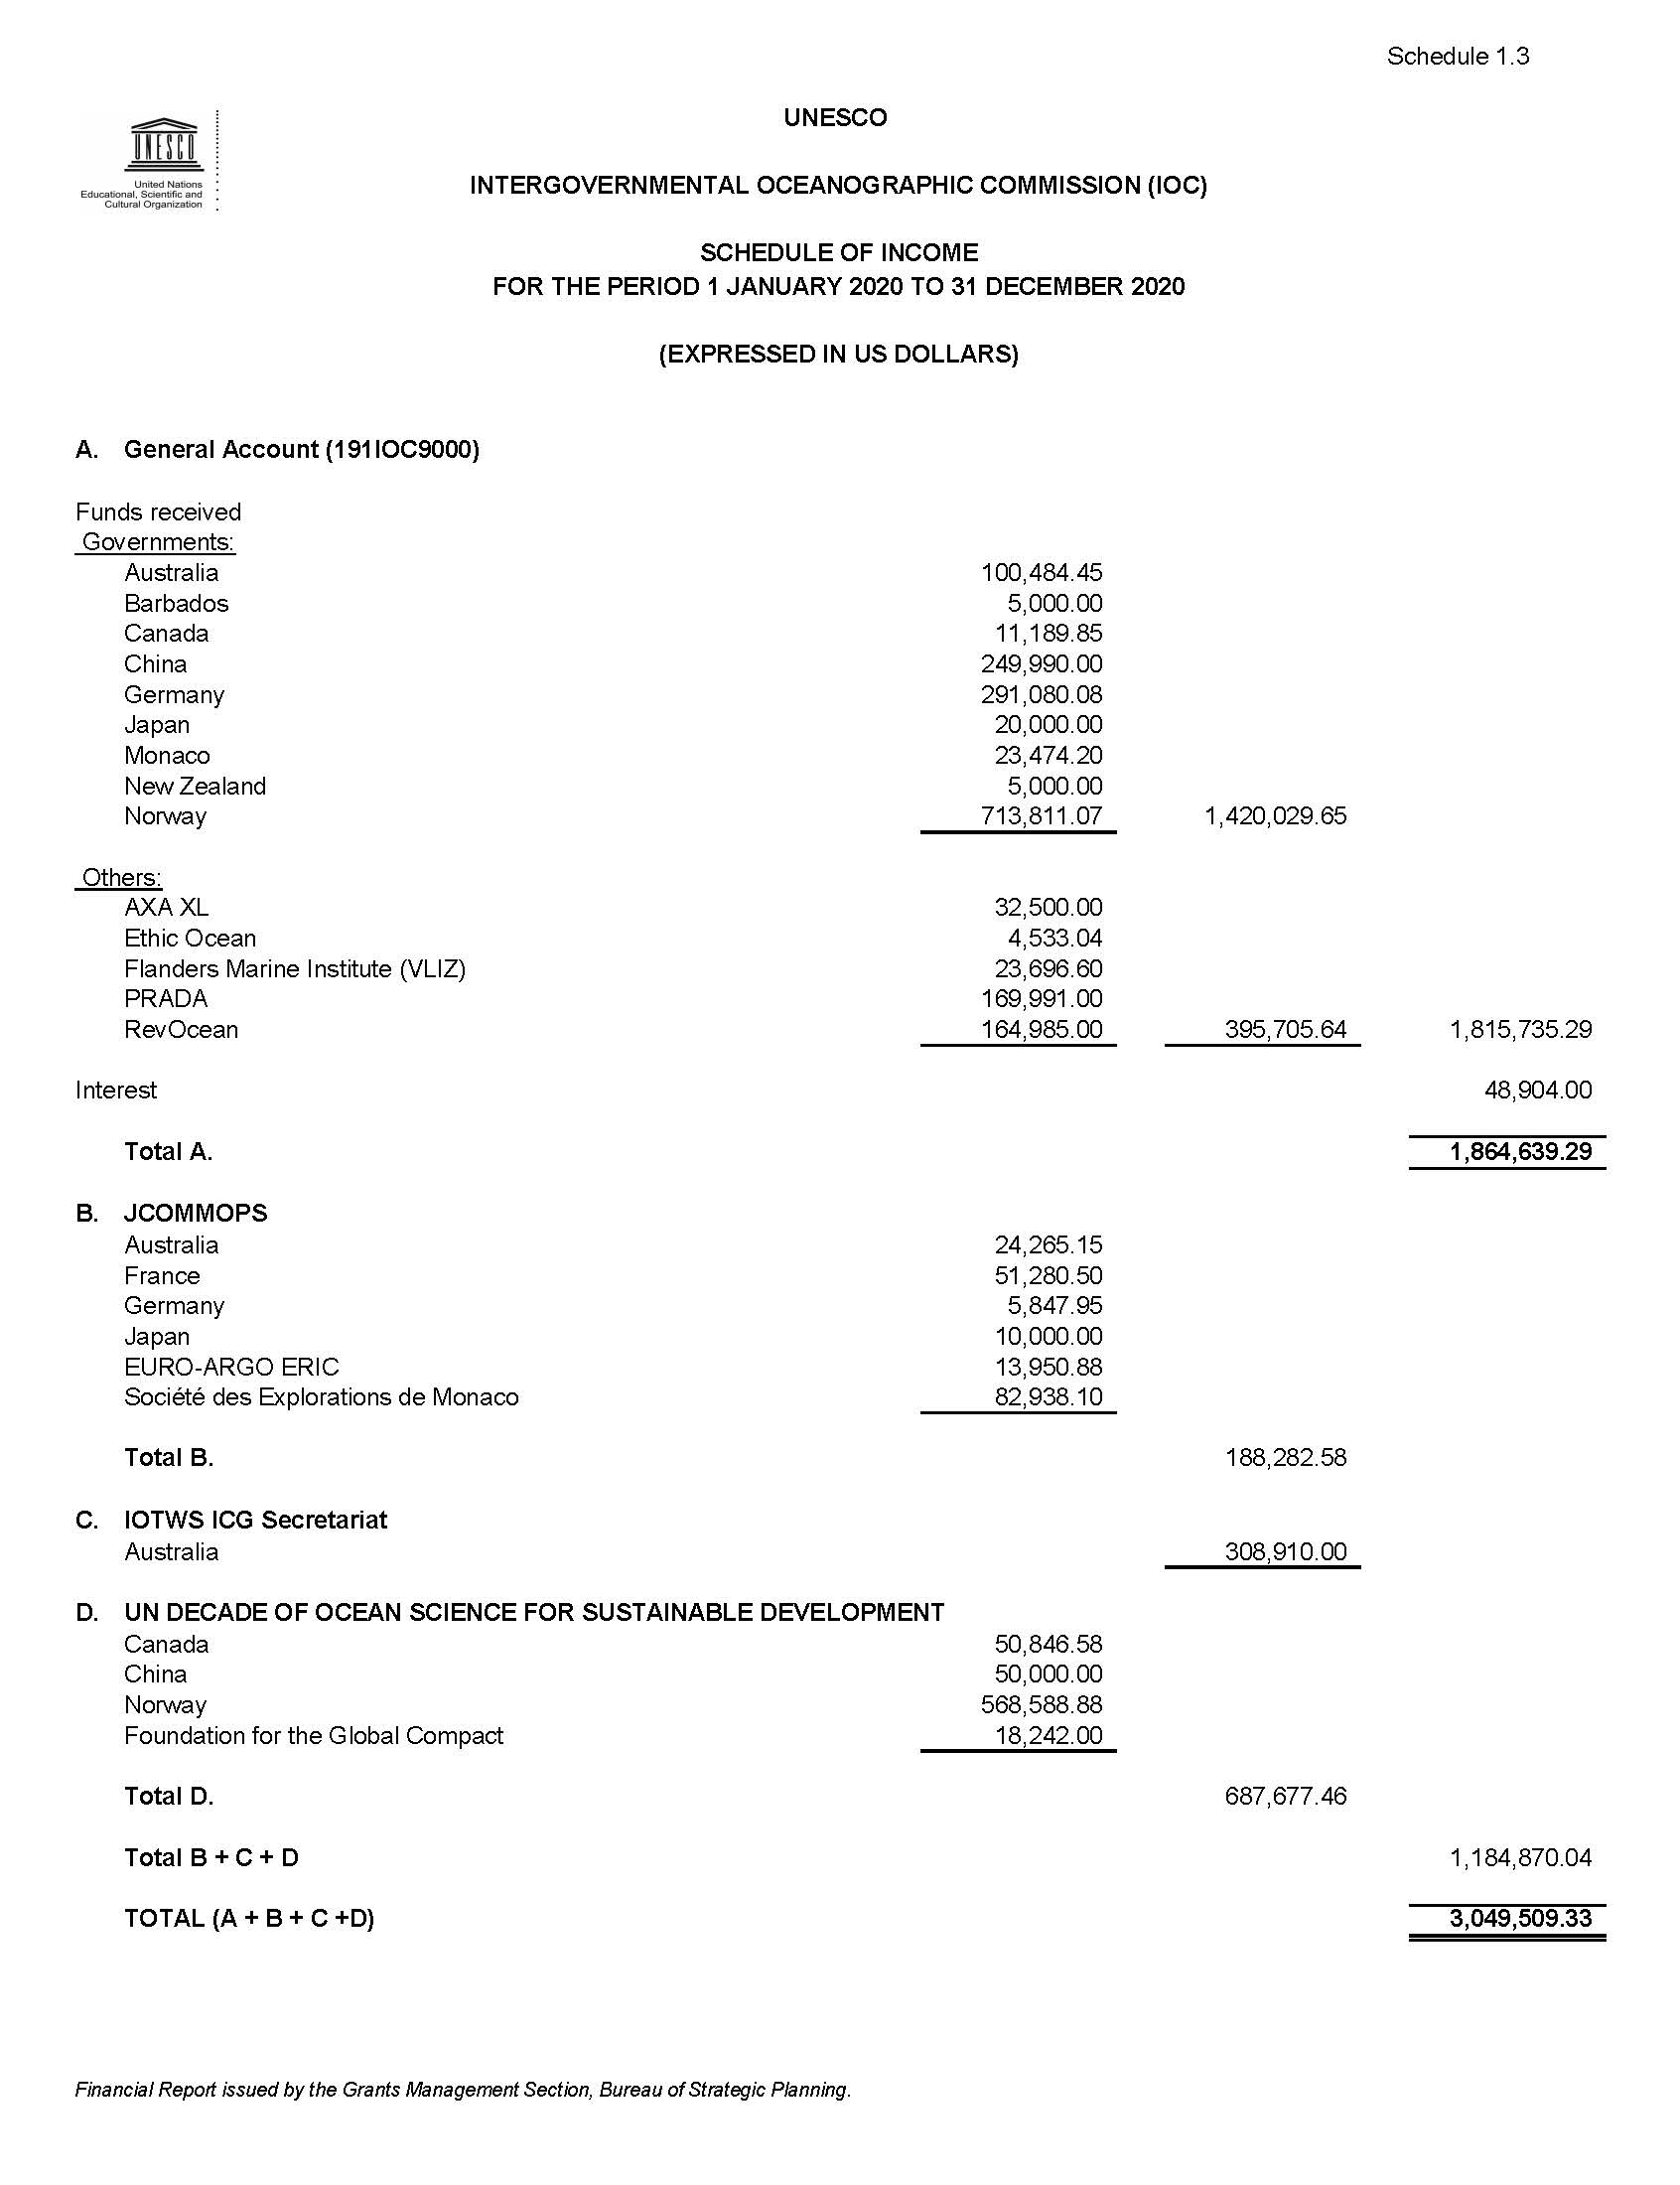 Schedule 1.3
UNESCO
UNESCO
United Nations
Educational, Scientific and
Cultural Organization
INTERGOVERNMENTAL OCEANOGRAPHIC COMMISSION (IOC)
SCHEDULE OF INCOME
FOR THE PERIOD 1 JANUARY 2020 TO 31 DECEMBER 2020
(EXPRESSED IN US DOLLARS)
A. General Account (191IOC9000)
Funds received
Governments:
Australia 100,484.45
Barbados 5,000.00
Canada 11,189.85
China 249,990.00
Germany 291,080.08
Japan 20,000.00
Monaco 23,474.20
New Zealand 5,000.00
Norway 713,811.07 1,420,029.65
Others:
AXA XL 32,500.00
Ethic Ocean 4,533.04
Flanders Marine Institute (VLIZ) 23,696.60
PRADA 169,991.00
RevOcean 164,985.00 395,705.64 1,815,735.29
Interest 48,904.00
Total A. 1,864,639.29
B. JCOMMOPS
Australia 24,265.15
France 51,280.50
Germany 5,847.95
Japan 10,000.00
EURO-ARGO ERIC 13,950.88
Société des Explorations de Monaco 82,938.10
Total B. 188,282.58
C. IOTWS ICG Secretariat
Australia 308,910.00
D. UN DECADE OF OCEAN SCIENCE FOR SUSTAINABLE DEVELOPMENT
Canada 50,846.58
China 50,000.00
Norway 568,588.88
Foundation for the Global Compact 18,242.00
Total D. 687,677.46
Total B + C + D 1,184,870.04
TOTAL (A + B + C +D) 3,049,509.33
Financial Report issued by the Grants Management Section, Bureau of Strategic Planning.